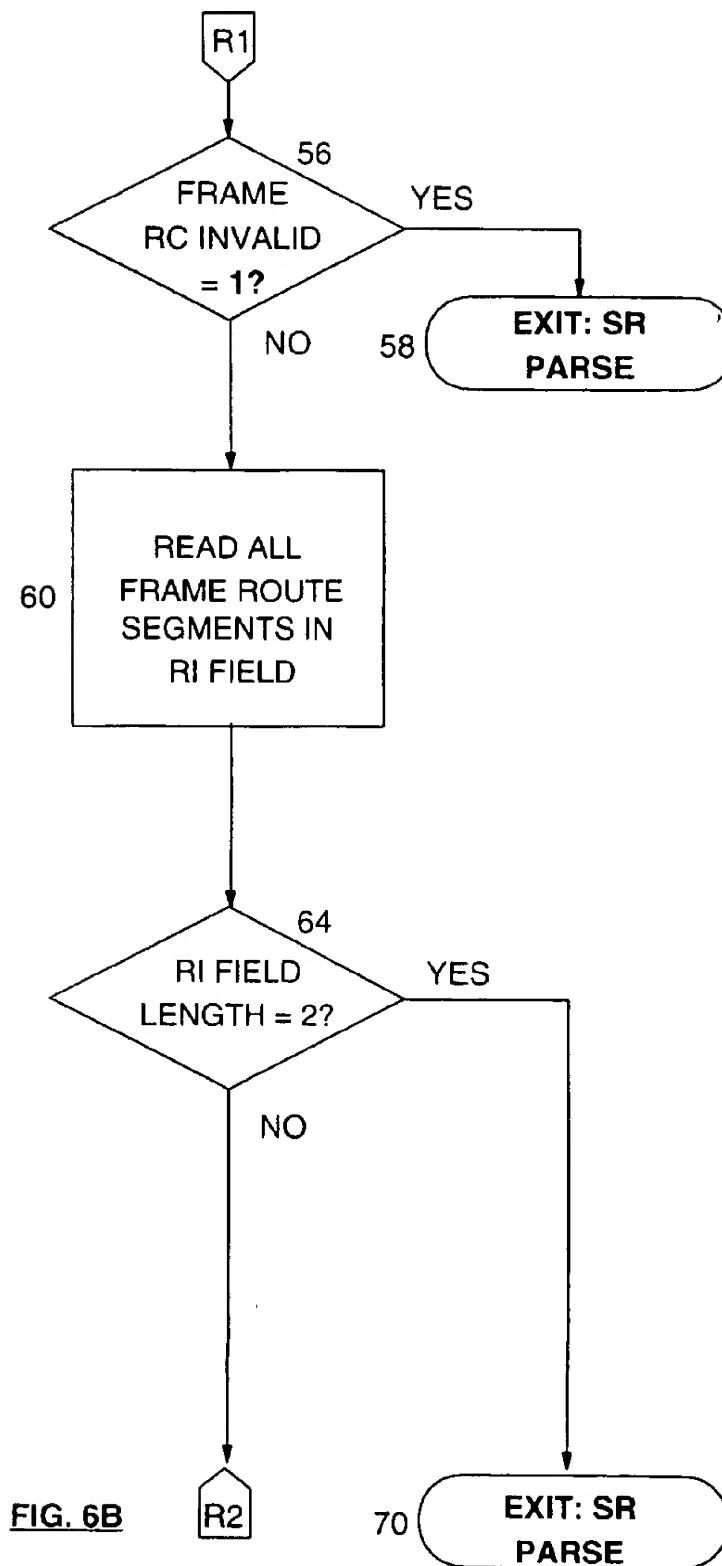 R1
56
FRAME
RC INVALID
= 1?
YES
NO
58
EXIT: SR
PARSE
60
READ ALL
FRAME ROUTE
SEGMENTS IN
RI FIELD
64
RI FIELD
LENGTH = 2?
YES
NO
FIG. 6B
R2
70
EXIT: SR
PARSE